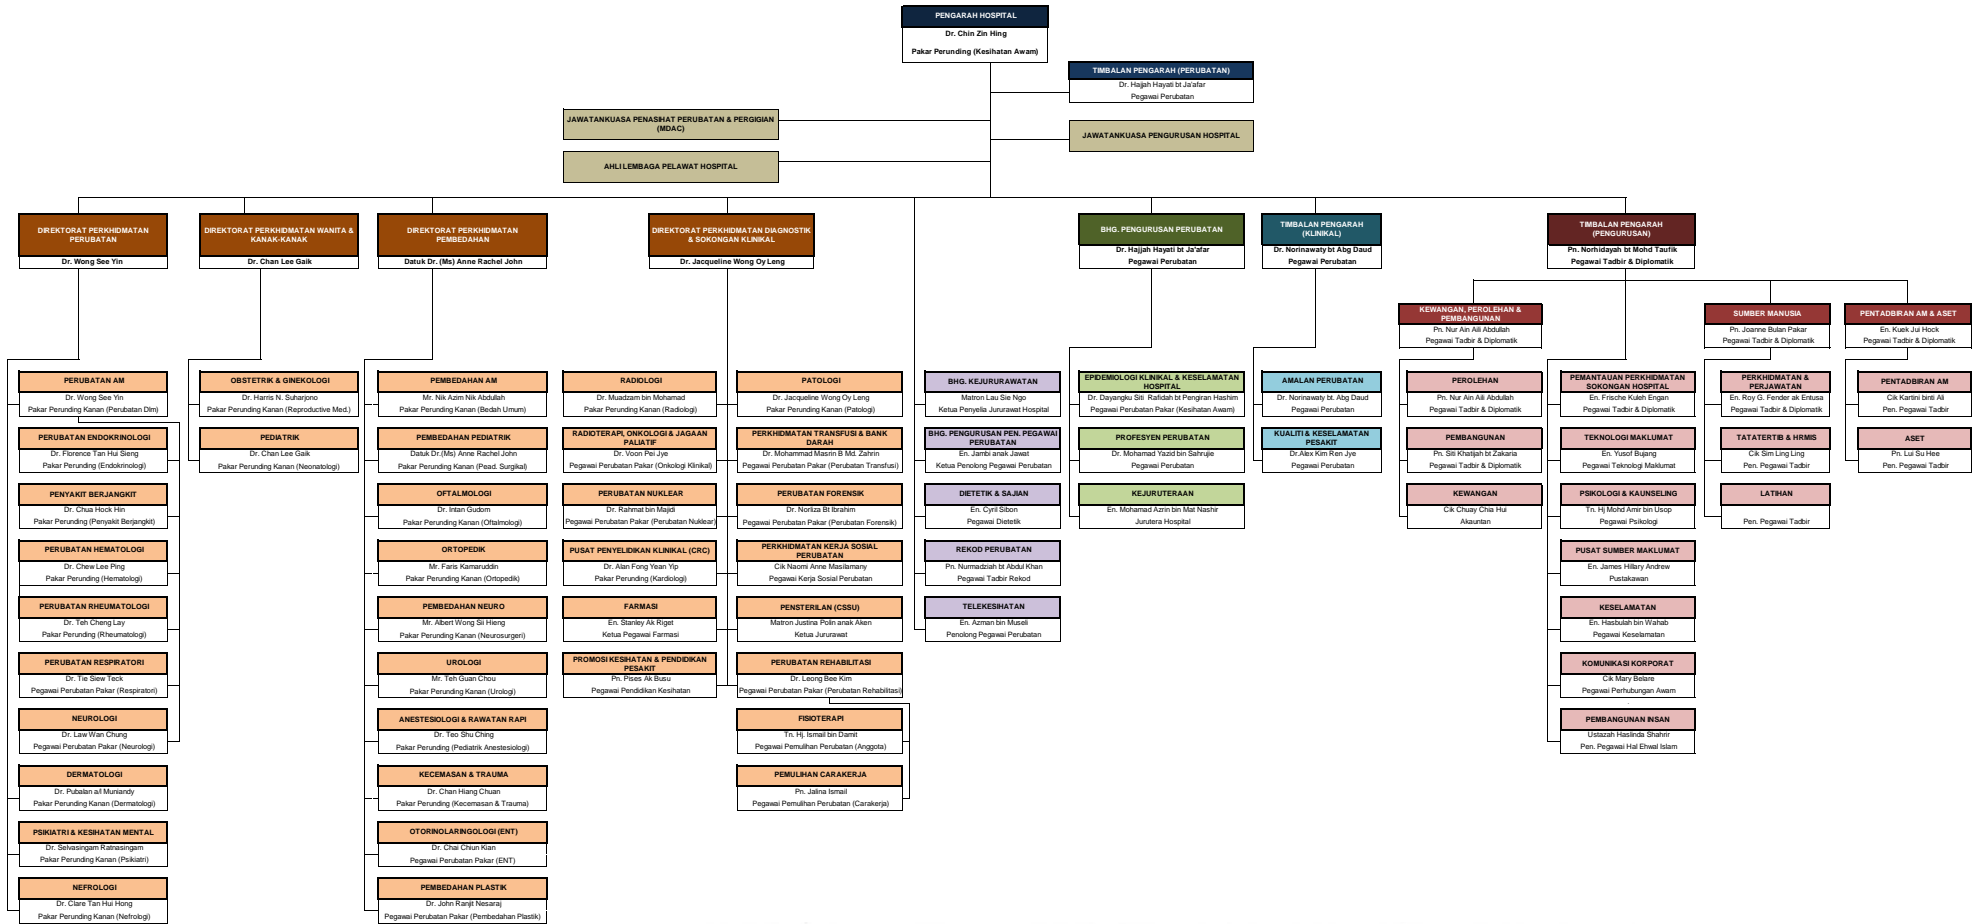 PENGARAH HOSPITAL
Dr. Chin Zin Hing
Pakar Perunding (Kesihatan Awam)
TIMBALAN PENGARAH (PERUBATAN)
Dr. Hajjah Hayati bt Ja'afar
Pegawai Perubatan
JAWATANKUASA PENASIHAT PERUBATAN & PERGIGIAN
(MDAC)
JAWATANKUASA PENGURUSAN HOSPITAL
AHLI LEMBAGA PELAWAT HOSPITAL
DIREKTORAT PERKHIDMATAN
PERUBATAN
Dr. Wong See Yin
DIREKTORAT PERKHIDMATAN WANITA &
KANAK-KANAK
Dr. Chan Lee Gaik
DIREKTORAT PERKHIDMATAN
PEMBEDAHAN
Datuk Dr. (Ms) Anne Rachel John
DIREKTORAT PERKHIDMATAN DIAGNOSTIK
& SOKONGAN KLINIKAL
Dr. Jacqueline Wong Oy Leng
BHG. PENGURUSAN PERUBATAN
Dr. Hajjah Hayati bt Ja'afar
Pegawai Perubatan
TIMBALAN PENGARAH
(KLINIKAL)
Dr. Norinawaty bt Abg Daud
Pegawai Perubatan
TIMBALAN PENGARAH
(PENGURUSAN)
Pn. Norhidayah bt Mohd Taufik
Pegawai Tadbir & Diplomatik
KEWANGAN, PEROLEHAN &
PEMBANGUNAN
Pn. Nur Ain Aili Abdullah
Pegawai Tadbir & Diplomatik
SUMBER MANUSIA
Pn. Joanne Bulan Pakar
Pegawai Tadbir & Diplomatik
PENTADBIRAN AM & ASET
En. Kuek Jui Hock
Pegawai Tadbir & Diplomatik
PERUBATAN AM
Dr. Wong See Yin
Pakar Perunding Kanan (Perubatan Dlm)
PERUBATAN ENDOKRINOLOGI
Dr. Florence Tan Hui Sieng
Pakar Perunding (Endokrinologi)
PENYAKIT BERJANGKIT
Dr. Chua Hock Hin
Pakar Perunding (Penyakit Berjangkit)
PERUBATAN HEMATOLOGI
Dr. Chew Lee Ping
Pakar Perunding (Hematologi)
PERUBATAN RHEUMATOLOGI
Dr. Teh Cheng Lay
Pakar Perunding (Rheumatologi)
PERUBATAN RESPIRATORI
Dr. Tie Siew Teck
Pegawai Perubatan Pakar (Respiratori)
NEUROLOGI
Dr. Law Wan Chung
Pegawai Perubatan Pakar (Neurologi)
DERMATOLOGI
Dr. Pubalan a/l Muniandy
Pakar Perunding Kanan (Dermatologi)
PSIKIATRI & KESIHATAN MENTAL
Dr. Selvasingam Ratnasingam
Pakar Perunding Kanan (Psikiatri)
NEFROLOGI
Dr. Clare Tan Hui Hong
Pakar Perunding Kanan (Nefrologi)
OBSTETRIK & GINEKOLOGI
Dr. Harris N. Suharjono
Pakar Perunding Kanan (Reproductive Med.)
PEDIATRIK
Dr. Chan Lee Gaik
Pakar Perunding Kanan (Neonatologi)
PEMBEDAHAN AM
Mr. Nik Azim Nik Abdullah
Pakar Perunding Kanan (Bedah Umum)
PEMBEDAHAN PEDIATRIK
Datuk Dr.(Ms) Anne Rachel John
Pakar Perunding Kanan (Pead. Surgikal)
OFTALMOLOGI
Dr. Intan Gudom
Pakar Perunding Kanan (Oftalmologi)
ORTOPEDIK
Mr. Faris Kamaruddin
Pakar Perunding Kanan (Ortopedik)
PEMBEDAHAN NEURO
Mr. Albert Wong Sii Hieng
Pakar Perunding Kanan (Neurosurgeri)
UROLOGI
Mr. Teh Guan Chou
Pakar Perunding Kanan (Urologi)
ANESTESIOLOGI & RAWATAN RAPI
Dr. Teo Shu Ching
Pakar Perunding (Pediatrik Anestesiologi)
KECEMASAN & TRAUMA
Dr. Chan Hiang Chuan
Pakar Perunding (Kecemasan & Trauma)
OTORINOLARINGOLOGI (ENT)
Dr. Chai Chiun Kian
Pegawai Perubatan Pakar (ENT)
PEMBEDAHAN PLASTIK
Dr. John Ranjit Nesaraj
Pegawai Perubatan Pakar (Pembedahan Plastik)
RADIOLOGI
Dr. Muadzam bin Mohamad
Pakar Perunding Kanan (Radiologi)
RADIOTERAPI, ONKOLOGI & JAGAAN
PALIATIF
Dr. Voon Pei Jye
Pegawai Perubatan Pakar (Onkologi Klinikal)
PERUBATAN NUKLEAR
Dr. Rahmat bin Majidi
Pegawai Perubatan Pakar (Perubatan Nuklear)
PUSAT PENYELIDIKAN KLINIKAL (CRC)
Dr. Alan Fong Yean Yip
Pakar Perunding (Kardiologi)
FARMASI
En. Stanley Ak Riget
Ketua Pegawai Farmasi
PROMOSI KESIHATAN & PENDIDIKAN
PESAKIT
Pn. Pises Ak Busu
Pegawai Pendidikan Kesihatan
PATOLOGI
Dr. Jacqueline Wong Oy Leng
Pakar Perunding Kanan (Patologi)
PERKHIDMATAN TRANSFUSI & BANK
DARAH
Dr. Mohammad Masrin B Md. Zahrin
Pegawai Perubatan Pakar (Perubatan Transfusi)
PERUBATAN FORENSIK
Dr. Norliza Bt Ibrahim
Pegawai Perubatan Pakar (Perubatan Forensik)
PERKHIDMATAN KERJA SOSIAL
PERUBATAN
Cik Naomi Anne Masilamany
Pegawai Kerja Sosial Perubatan
PENSTERILAN (CSSU)
Matron Justina Polin anak Aken
Ketua Jururawat
PERUBATAN REHABILITASI
Dr. Leong Bee Kim
Pegawai Perubatan Pakar (Perubatan Rehabilitasi)
FISIOTERAPI
Tn. Hj. Ismail bin Damit
Pegawai Pemulihan Perubatan (Anggota)
PEMULIHAN CARAKERJA
Pn. Jalina Ismail
Pegawai Pemulihan Perubatan (Carakerja)
BHG. KEJURURAWATAN
Matron Lau Sie Ngo
Ketua Penyelia Jururawat Hospital
BHG. PENGURUSAN PEN. PEGAWAI
PERUBATAN
En. Jambi anak Jawat
Ketua Penolong Pegawai Perubatan
DIETETIK & SAJIAN
En. Cyril Sibon
Pegawai Dietetik
REKOD PERUBATAN
Pn. Nurmadziah bt Abdul Khan
Pegawai Tadbir Rekod
TELEKESIHATAN
En. Azman bin Museli
Penolong Pegawai Perubatan
EPIDEMIOLOGI KLINIKAL & KESELAMATAN
HOSPITAL
Dr. Dayangku Siti Rafidah bt Pengiran Hashim
Pegawai Perubatan Pakar (Kesihatan Awam)
PROFESYEN PERUBATAN
Dr. Mohamad Yazid bin Sahrujie
Pegawai Perubatan
KEJURUTERAAN
En. Mohamad Azrin bin Mat Nashir
Jurutera Hospital
AMALAN PERUBATAN
Dr. Norinawaty bt. Abg Daud
Pegawai Perubatan
KUALITI & KESELAMATAN
PESAKIT
Dr.Alex Kim Ren Jye
Pegawai Perubatan
PEROLEHAN
Pn. Nur Ain Aili Abdullah
Pegawai Tadbir & Diplomatik
PEMBANGUNAN
Pn. Siti Khatijah bt Zakaria
Pegawai Tadbir & Diplomatik
KEWANGAN
Cik Chuay Chia Hui
Akauntan
PEMANTAUAN PERKHIDMATAN
SOKONGAN HOSPITAL
En. Frische Kuleh Engan
Pegawai Tadbir & Diplomatik
TEKNOLOGI MAKLUMAT
En. Yusof Bujang
Pegawai Teknologi Maklumat
PSIKOLOGI & KAUNSELING
Tn. Hj Mohd Amir bin Usop
Pegawai Psikologi
PUSAT SUMBER MAKLUMAT
En. James Hillary Andrew
Pustakawan
KESELAMATAN
En. Hasbulah bin Wahab
Pegawai Keselamatan
KOMUNIKASI KORPORAT
Cik Mary Belare
Pegawai Perhubungan Awam
PEMBANGUNAN INSAN
Ustazah Haslinda Shahrir
Pen. Pegawai Hal Ehwal Islam
PERKHIDMATAN &
PERJAWATAN
En. Roy G. Fender ak Entusa
Pegawai Tadbir & Diplomatik
TATATERTIB & HRMIS
Cik Sim Ling Ling
Pen. Pegawai Tadbir
LATIHAN
Pen. Pegawai Tadbir
PENTADBIRAN AM
Cik Kartini binti Ali
Pen. Pegawai Tadbir
ASET
Pn. Lui Su Hee
Pen. Pegawai Tadbir